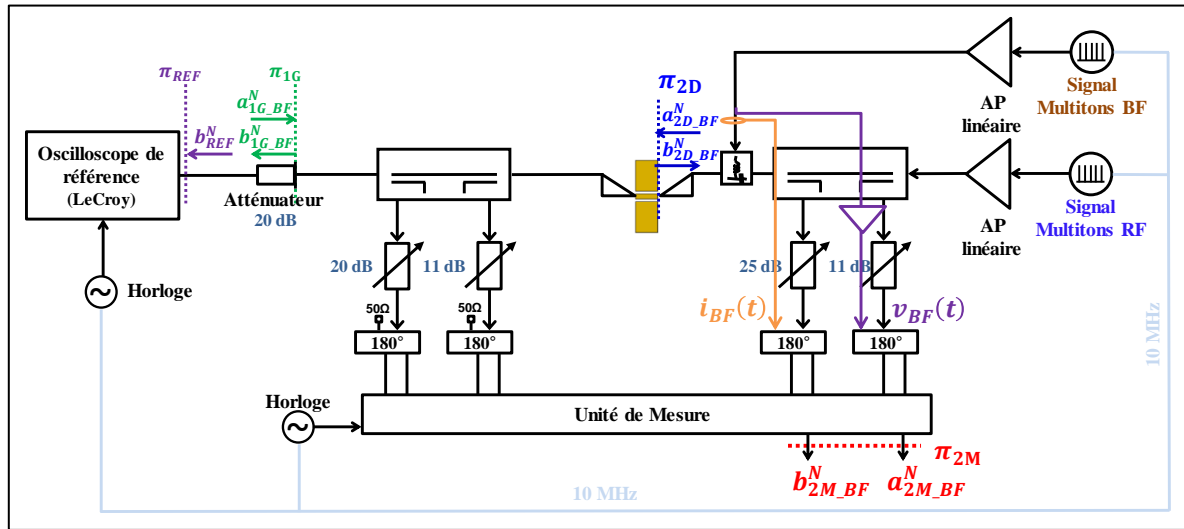 π_REF
π_1G
a^N_1G_BF
b^N_REF
b^N_1G_BF
Oscilloscope de
référence
(LeCroy)
Atténuateur
20 dB
π_2D
a^N_2D_BF
b^N_2D_BF
AP
linéaire
Signal
Multitons BF
AP
linéaire
Signal
Multitons RF
Horloge
20 dB
11 dB
25 dB
11 dB
50Ω
50Ω
i_BF(t)
v_BF(t)
180°
180°
180°
180°
Horloge
Unité de Mesure
π_2M
b^N_2M_BF
a^N_2M_BF
10 MHz
10 MHz